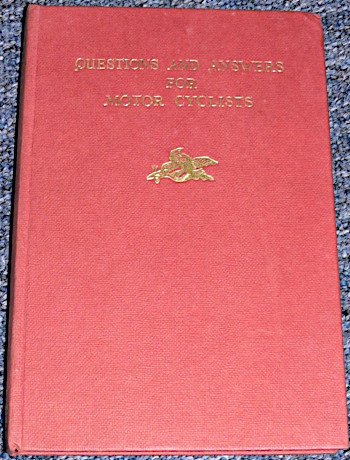 QUESTIONS AND ANSWERS
FOR
MOTOR CYCLISTS